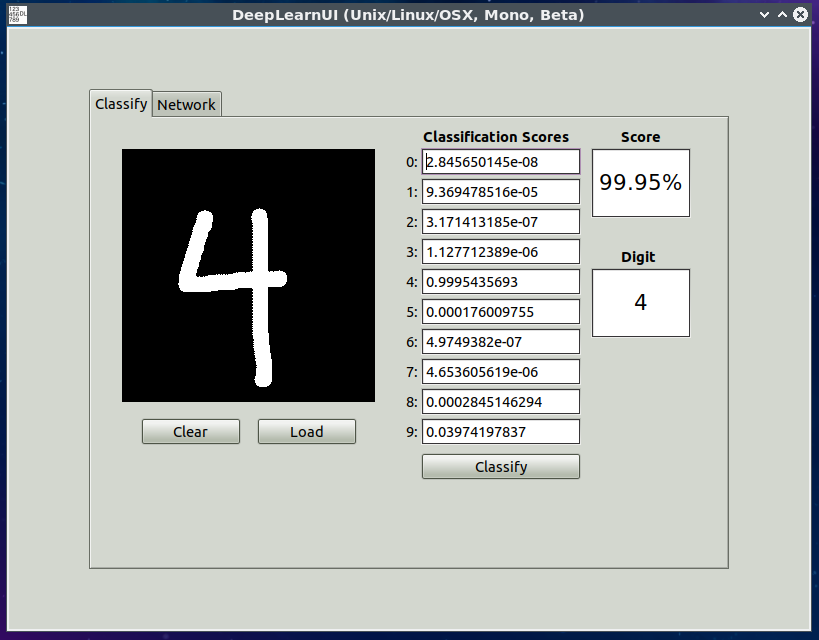 DeepLearnUI (Unix/Linux/OSX, Mono, Beta)
Classify Network
4
Clear Load
Classification Scores
0: 2.845650145e-08
1: 9.369478516e-05
2: 3.171413185e-07
3: 1.127712389e-06
4: 0.9995435693
5: 0.000176009755
6: 4.9749382e-07
7: 4.653605619e-06
8: 0.0002845146294
9: 0.03974197837
Classify
Score
99.95%
Digit
4